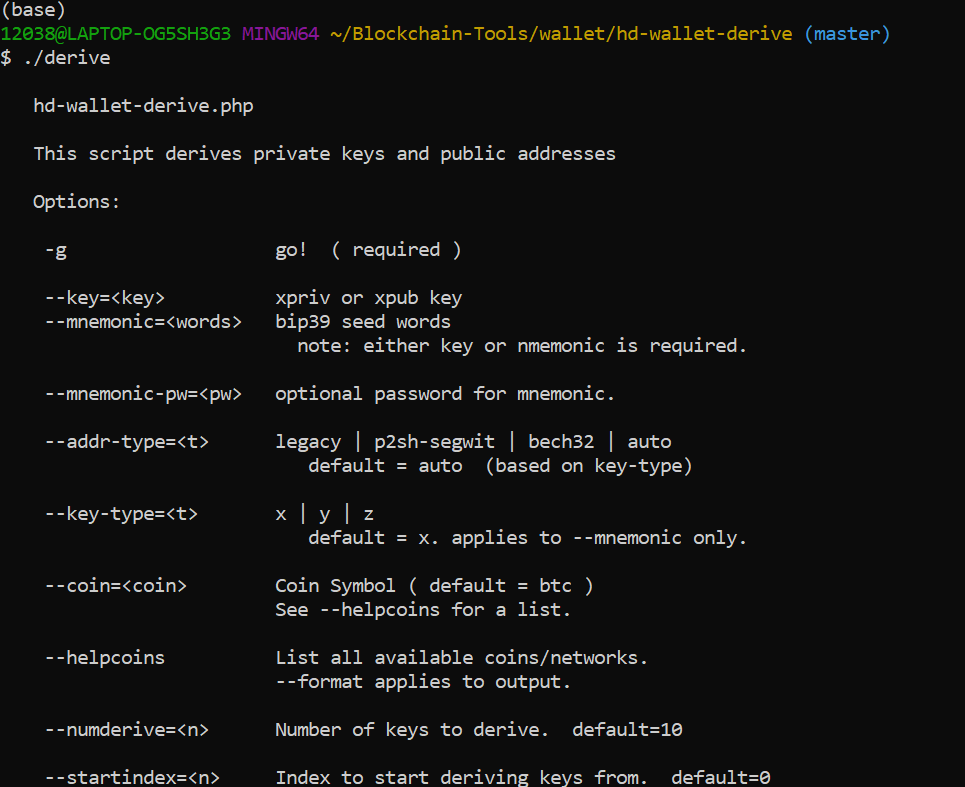 (base)
12038@LAPTOP-OG5SH3G3 MINGW64 ~/Blockchain-Tools/wallet/hd-wallet-derive (master)
$ ./derive
hd-wallet-derive.php
This script derives private keys and public addresses
Options:
-g go! ( required )
--key=<key> xpriv or xpub key
--mnemonic=<words> bip39 seed words
note: either key or nmemonic is required.
--mnemonic-pw=<pw> optional password for mnemonic.
--addr-type=<t> legacy | p2sh-segwit | bech32 | auto
default = auto (based on key-type)
--key-type=<t> x | y | z
default = x. applies to --mnemonic only.
--coin=<coin> Coin Symbol ( default = btc )
See --helpcoins for a list.
--helpcoins List all available coins/networks.
--format applies to output.
--numderive=<n> Number of keys to derive. default=10
--startindex=<n> Index to start deriving keys from. default=0